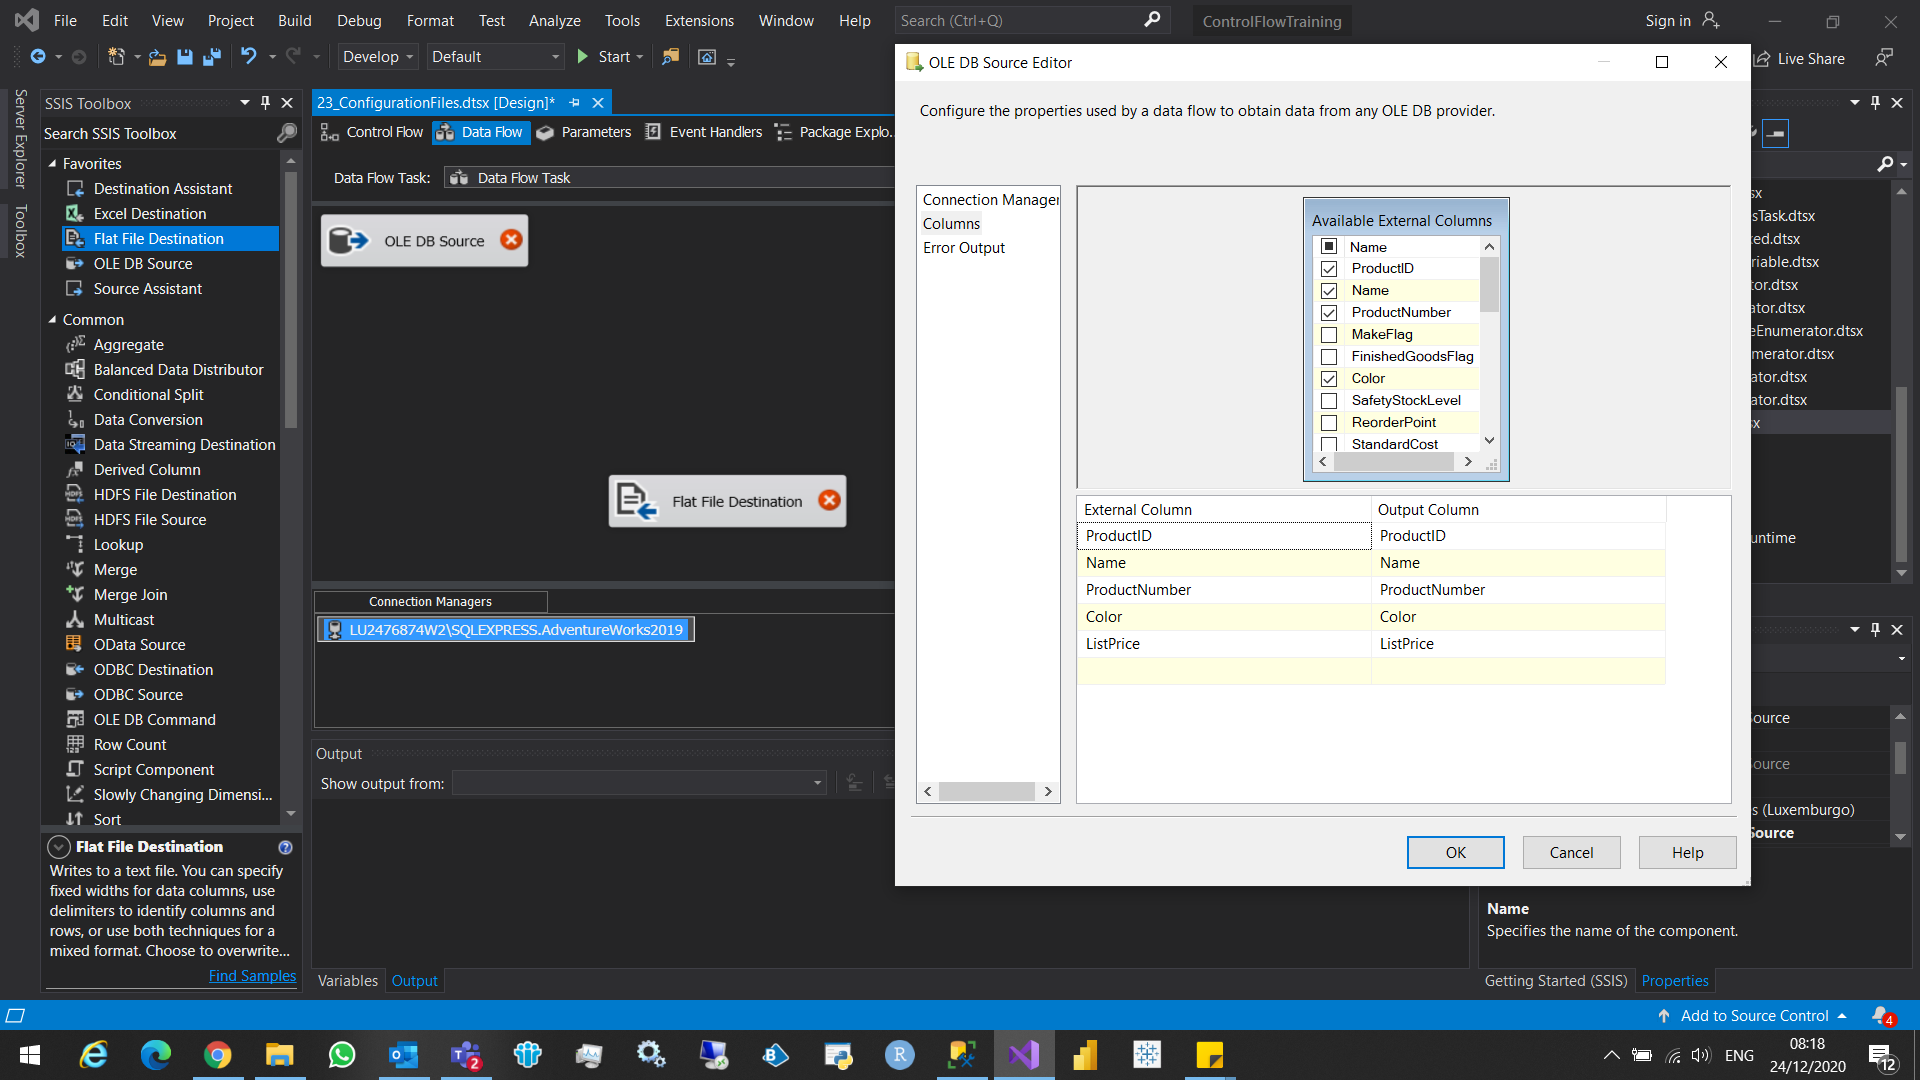 File Edit View Project Build Debug Format Test Analyze Tools Extensions Window Help Search (Ctrl+Q) ControlFlowTraining Sign in
Develop Default Start Live Share
Server Explorer
Toolbox
SSIS Toolbox
Search SSIS Toolbox
Favorites
Destination Assistant
Excel Destination
Flat File Destination
OLE DB Source
Source Assistant
Common
Aggregate
Balanced Data Distributor
Conditional Split
Data Conversion
Data Streaming Destination
Derived Column
HDFS File Destination
HDFS File Source
Lookup
Merge
Merge Join
Multicast
OData Source
ODBC Destination
ODBC Source
OLE DB Command
Row Count
Script Component
Slowly Changing Dimensi...
Sort
Flat File Destination
Writes to a text file. You can specify
fixed widths for data columns, use
delimiters to identify columns and
rows, or use both techniques for a
mixed format. Choose to overwrite...
Find Samples
23_ConfigurationFiles.dtsx [Design]*
Control Flow Data Flow Parameters Event Handlers Package Explo..
Data Flow Task: Data Flow Task
OLE DB Source
Flat File Destination
Connection Managers
LU2476874W2\SQLEXPRESS.AdventureWorks2019
Output
Show output from:
Variables Output
OLE DB Source Editor
Configure the properties used by a data flow to obtain data from any OLE DB provider.
Connection Manager
Columns
Error Output
Available External Columns
Name
ProductID
Name
ProductNumber
MakeFlag
FinishedGoodsFlag
Color
SafetyStockLevel
ReorderPoint
StandardCost
External Column Output Column
ProductID ProductID
Name Name
ProductNumber ProductNumber
Color Color
ListPrice ListPrice
OK Cancel Help
sx
sTask.dtsx
ted.dtsx
riable.dtsx
tor.dtsx
ator.dtsx
eEnumerator.dtsx
merator.dtsx
ator.dtsx
ator.dtsx
sx
untime
ource
Source
s (Luxemburgo)
Source
Name
Specifies the name of the component.
Getting Started (SSIS) Properties
Add to Source Control 4
2
ENG
08:18
24/12/2020
12